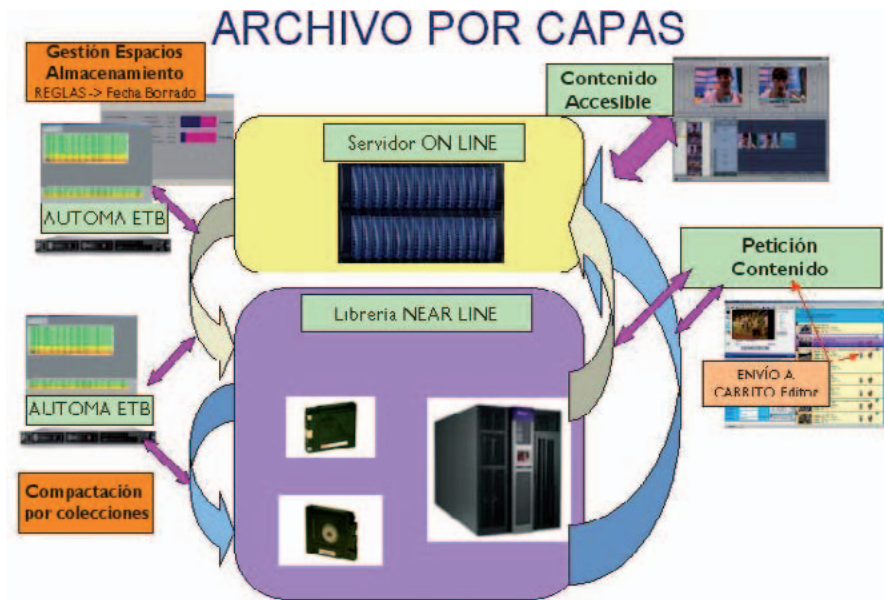 ARCHIVO POR CAPAS
Gestión Espacios
Almacenamiento
REGLAS -> Fecha Borrado
AUTOMA ETB
Servidor ON LINE
Contenido
Accesible
Petición
Contenido
Librería NEAR LINE
ENVÍO A
CARRITO Editor
AUTOMA ETB
Compactación
por colecciones